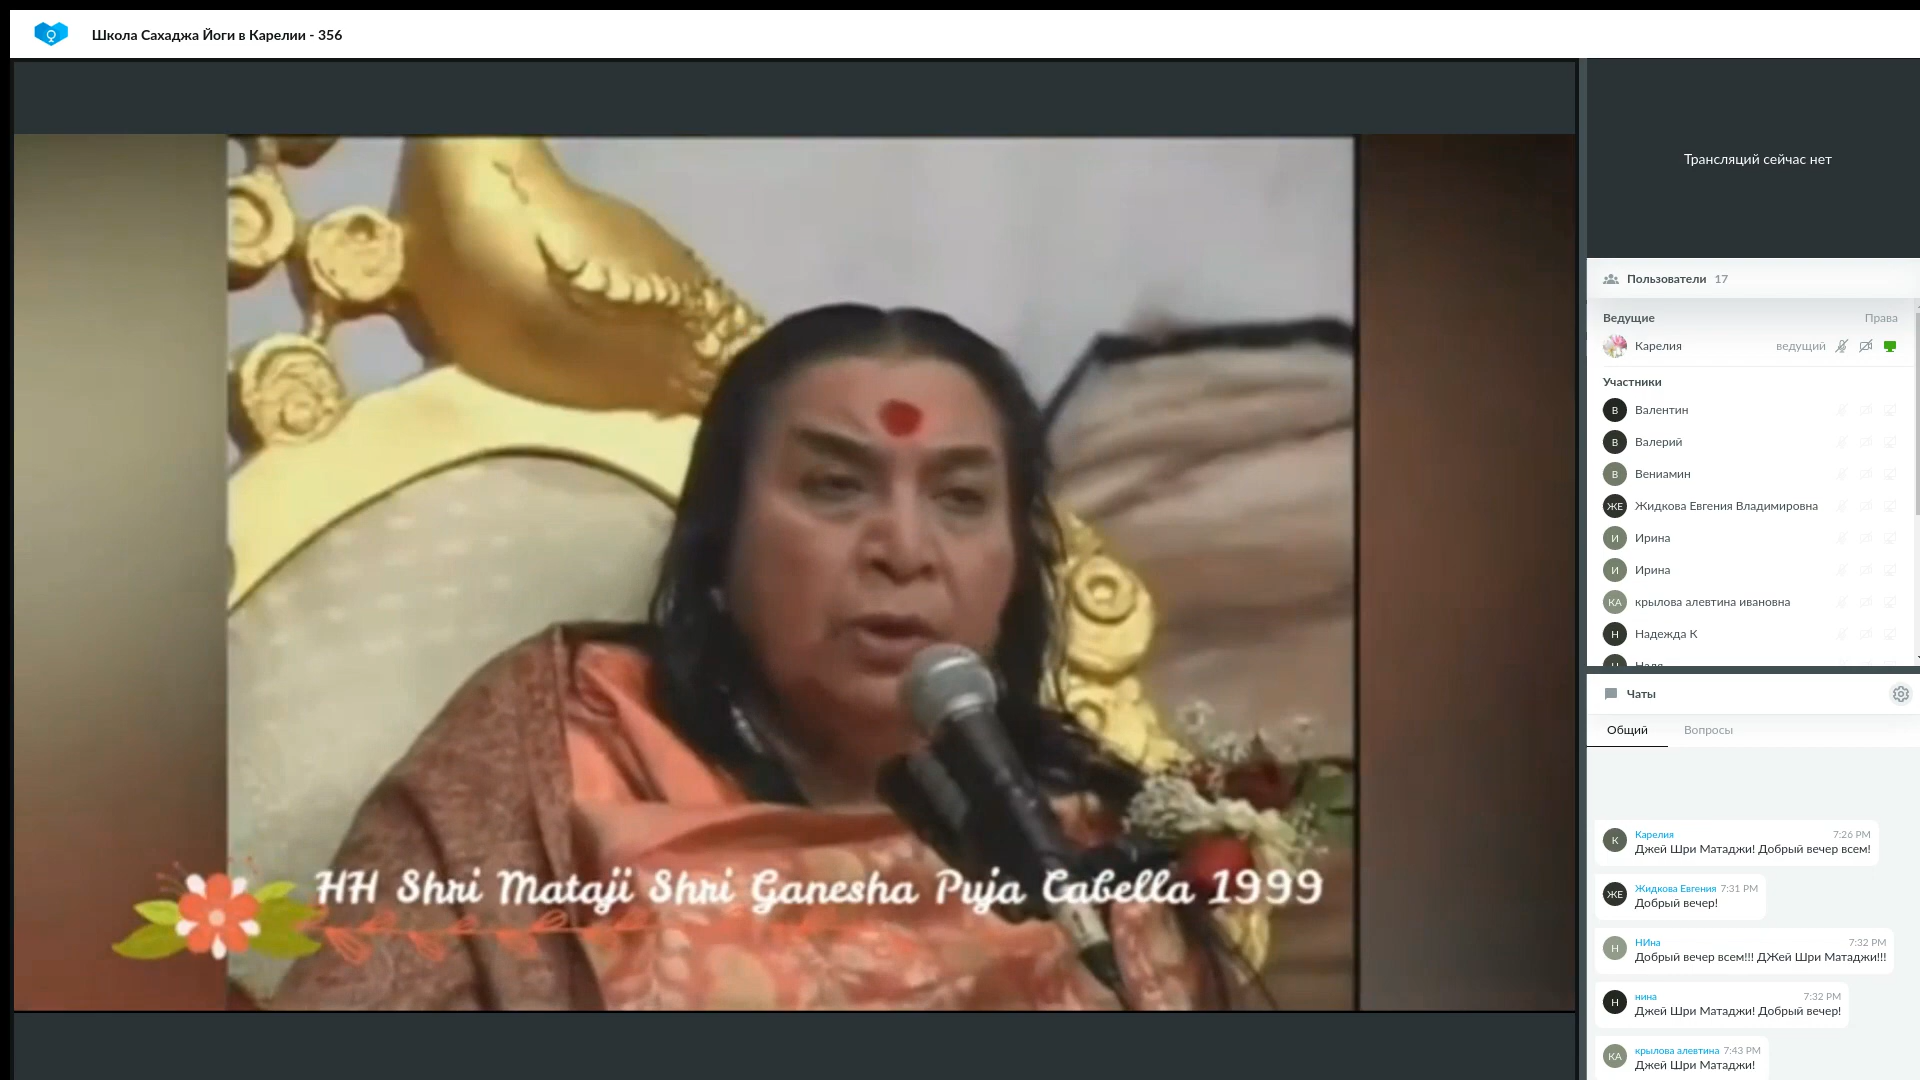 Школа Сахаджа Йоги в Карелии - 356
HH Shri Mataji Shri Ganesha Puja Cabella 1999
Трансляций сейчас нет
Пользователи 17
Ведущие Права
Карелия ведущий
Участники
В Валентин
В Валерий
В Вениамин
ЖЕ Жидкова Евгения Владимировна
И Ирина
И Ирина
КА крылова алевтина ивановна
Н Надежда К
Чаты
Общий Вопросы
Карелия 7:26 PM
К Джей Шри Матаджи! Добрый вечер всем!
Жидкова Евгения 7:31 PM
ЖЕ Добрый вечер!
НИна 7:32 PM
Н Добрый вечер всем!!! ДЖей Шри Матаджи!!!
нина 7:32 PM
Н Джей Шри Матаджи! Добрый вечер!
крылова алевтина 7:43 PM
КА Джей Шри Матаджи!